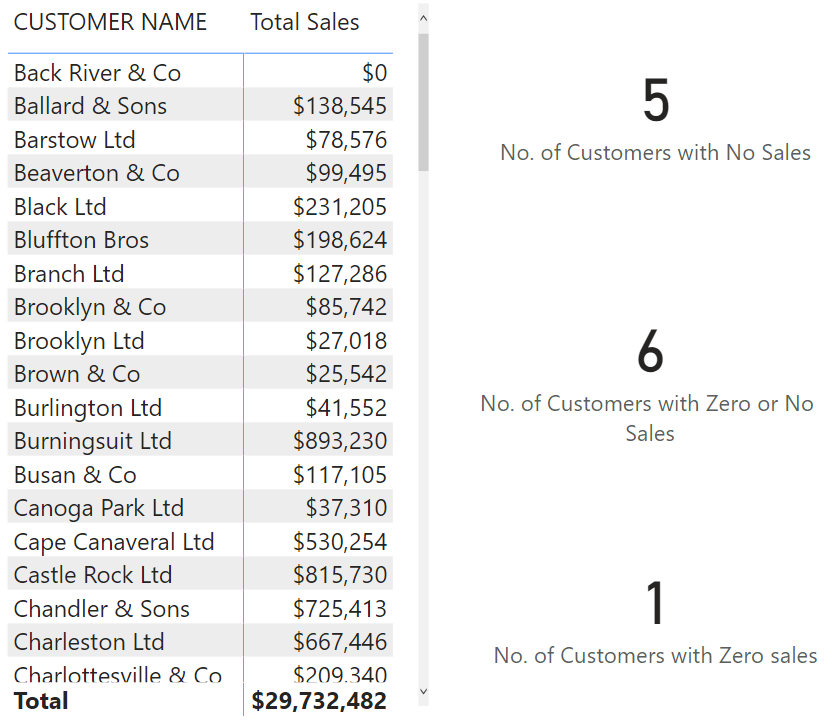 CUSTOMER NAME Total Sales
Back River & Co $0
Ballard & Sons $138,545
Barstow Ltd $78,576
Beaverton & Co $99,495
Black Ltd $231,205
Bluffton Bros $198,624
Branch Ltd $127,286
Brooklyn & Co $85,742
Brooklyn Ltd $27,018
Brown & Co $25,542
Burlington Ltd $41,552
Burningsuit Ltd $893,230
Busan & Co $117,105
Canoga Park Ltd $37,310
Cape Canaveral Ltd $530,254
Castle Rock Ltd $815,730
Chandler & Sons $725,413
Charleston Ltd $667,446
Charlottesville & Co $209,340
Total $29,732,482
5
No. of Customers with No Sales
6
No. of Customers with Zero or No
Sales
1
No. of Customers with Zero sales